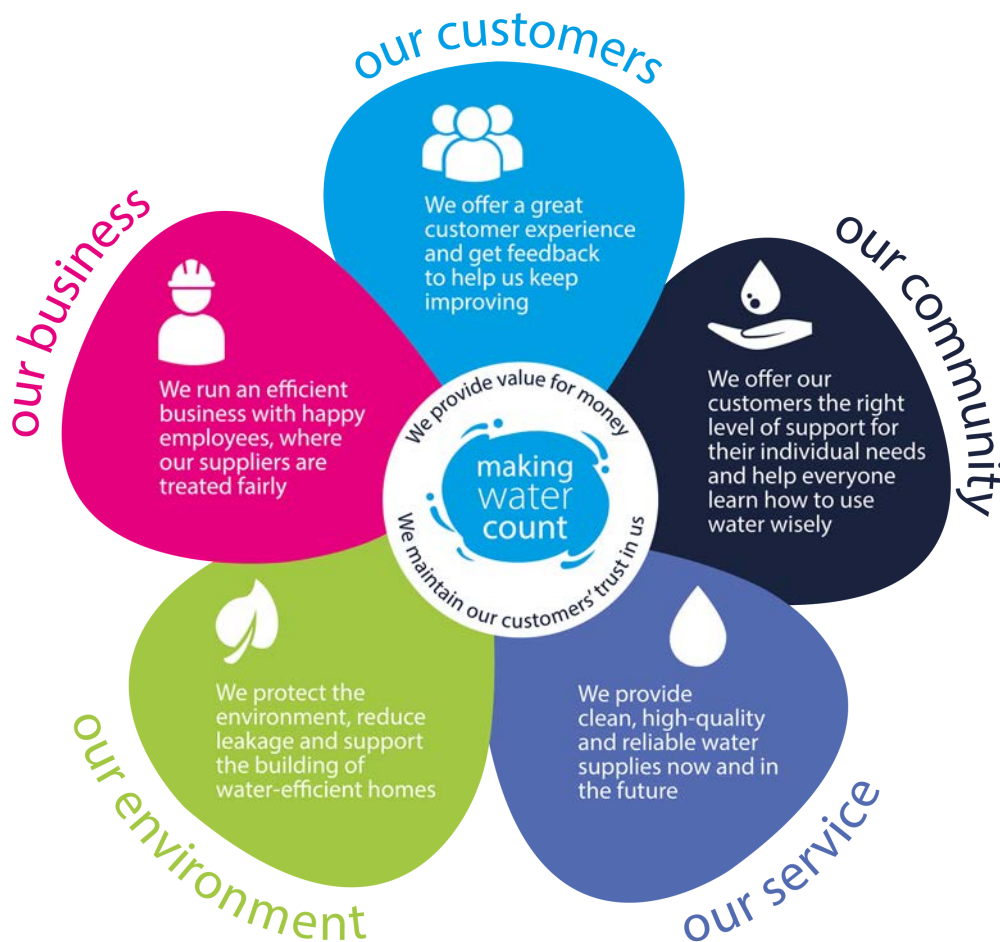 our customers
We offer a great
customer experience
and get feedback
to help us keep
improving
our community
We offer our
customers the right
level of support for
their individual needs
and help everyone
learn how to use
water wisely
our service
We provide
clean, high-quality
and reliable water
supplies now and in
the future
our environment
We protect the
environment, reduce
leakage and support
the building of
water-efficient homes
our business
We run an efficient
business with happy
employees, where
our suppliers are
treated fairly
We provide value for money
making
water
count
We maintain our customers' trust in us